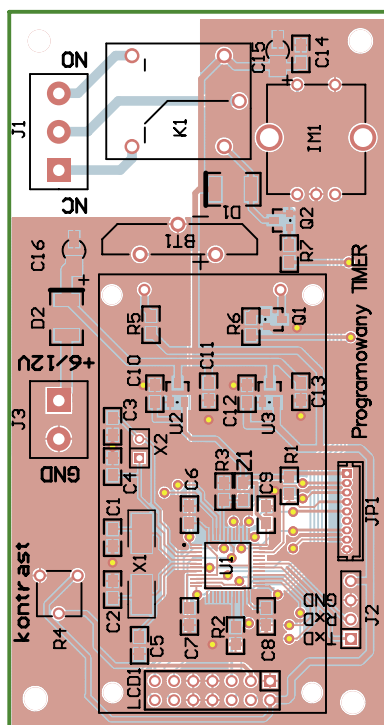 NO
J1
NC
K1
C15
C14
IM1
D1
Q2
R7
C16
BT1
D2
+6/12V
R5
R6
Q1
Programowany TIMER
C10
C11
U2
C12
U3
C13
J3
GND
C3
X2
C4
C6
R3
Z1
R1
C9
JP1
C1
X1
U1
C2
kontrast
R4
C5
C7
R2
C8
GND
RXD
TXD
J2
LCD1